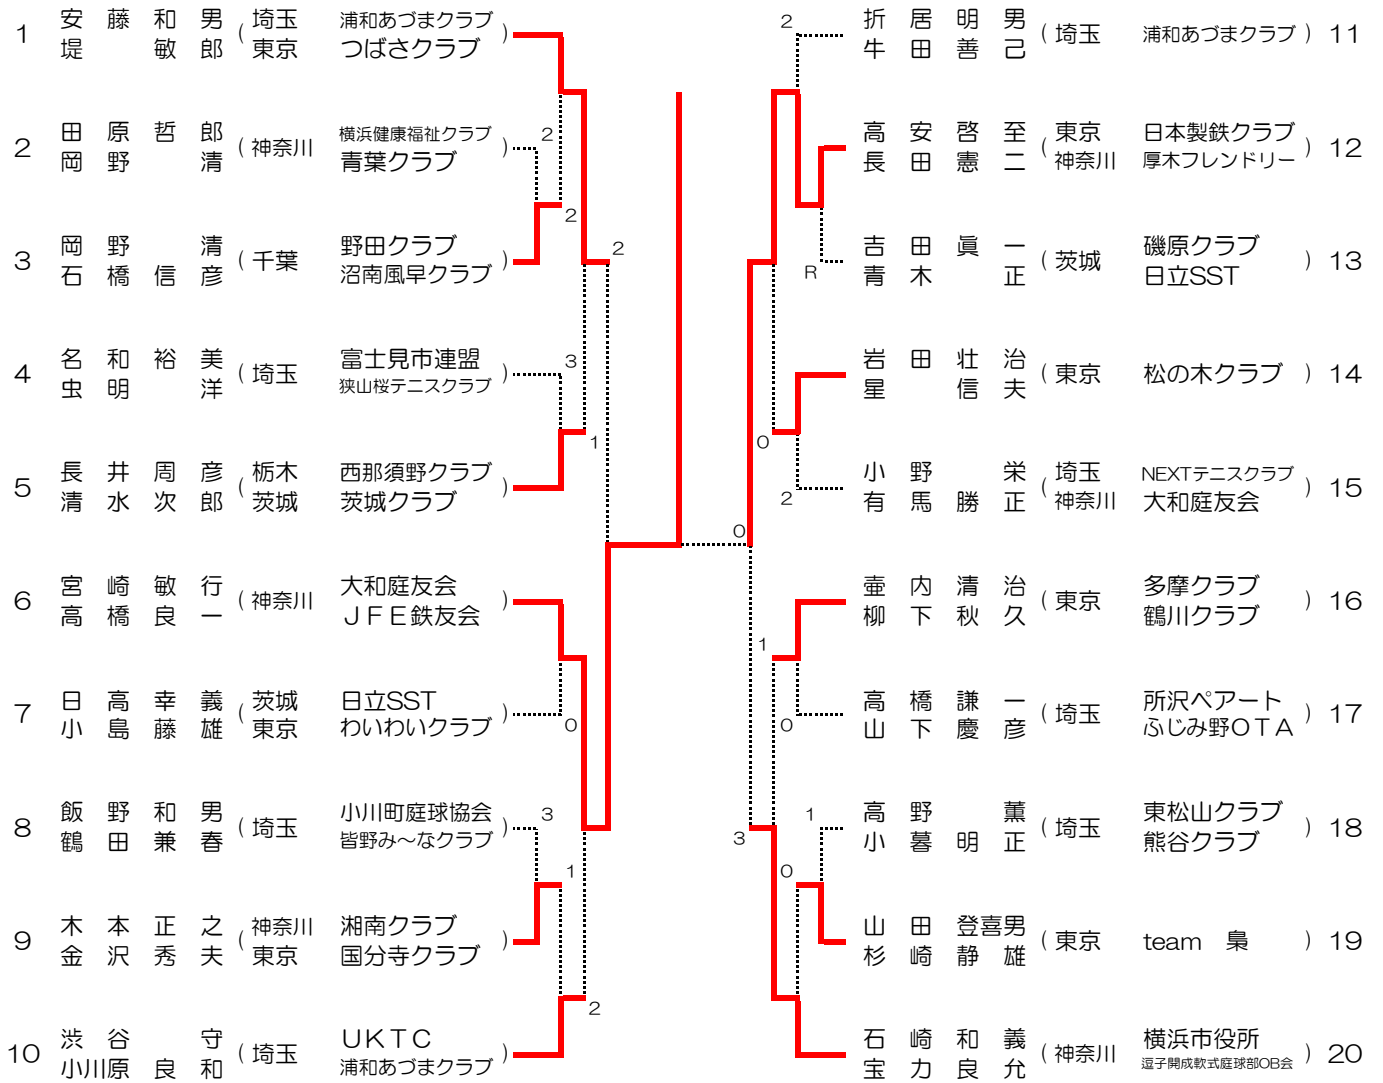 1 安藤和男 ( 埼玉 浦和あづまクラブ )
堤敏郎 東京 つばさクラブ
2 田原哲郎 ( 神奈川 横浜健康福祉クラブ )
岡野清 青葉クラブ
2
2
3 岡野清 ( 千葉 野田クラブ )
石橋信彦 沼南風早クラブ
2
4 名和裕美 ( 埼玉 富士見市連盟 )
虫明洋 狭山桜テニスクラブ
3
1
5 長井周彦 ( 栃木 西那須野クラブ )
清水次郎 茨城 茨城クラブ
6 宮崎敏行 ( 神奈川 大和庭友会 )
高橋良一 ＪＦＥ鉄友会
7 日高幸義 ( 茨城 日立SST )
小島藤雄 東京 わいわいクラブ
0
8 飯野和男 ( 埼玉 小川町庭球協会 )
鶴田兼春 皆野み～なクラブ
3
1
9 木本正之 ( 神奈川 湘南クラブ )
金沢秀夫 東京 国分寺クラブ
2
10 渋谷守 ( 埼玉 ＵＫＴＣ )
小川原良和 浦和あづまクラブ
0
2
折居明男 ( 埼玉 浦和あづまクラブ ) 11
牛田善己
高安啓至 ( 東京 日本製鉄クラブ ) 12
長田憲二 神奈川 厚木フレンドリー
R
吉田眞一 ( 茨城 磯原クラブ ) 13
青木正 日立SST
岩田壮治 ( 東京 松の木クラブ ) 14
星信夫
0
2
小野栄 ( 埼玉 NEXTテニスクラブ ) 15
有馬勝正 神奈川 大和庭友会
壷内清治 ( 東京 多摩クラブ ) 16
柳下秋久 鶴川クラブ
1
0
高橋謙一 ( 埼玉 所沢ペアート ) 17
山下慶彦 ふじみ野ＯＴＡ
3
1
高野薫 ( 埼玉 東松山クラブ ) 18
小暮明正 熊谷クラブ
0
山田登喜男 ( 東京 team 梟 ) 19
杉崎静雄
石崎和義 ( 神奈川 横浜市役所 ) 20
宝力良允 逗子開成軟式庭球部OB会